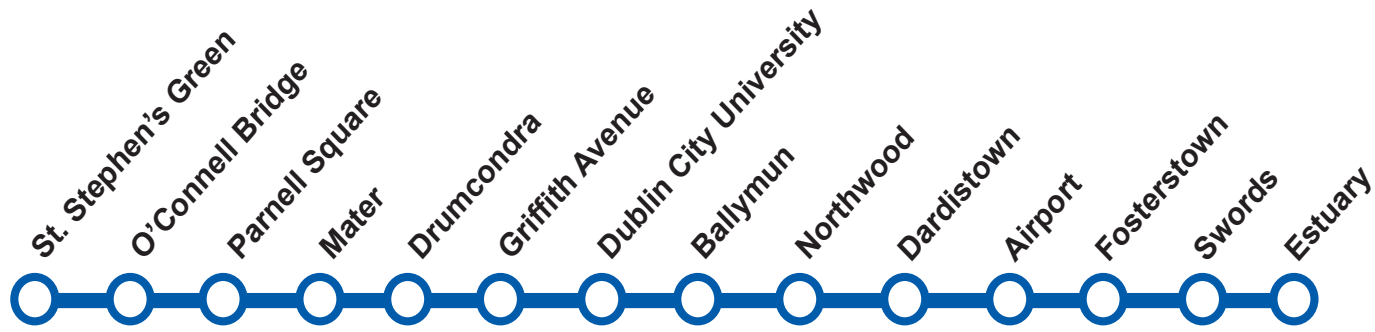 St. Stephen’s Green
O’Connell Bridge
Parnell Square
Mater
Drumcondra
Griffith Avenue
Dublin City University
Ballymun
Northwood
Dardistown
Airport
Fosterstown
Swords
Estuary